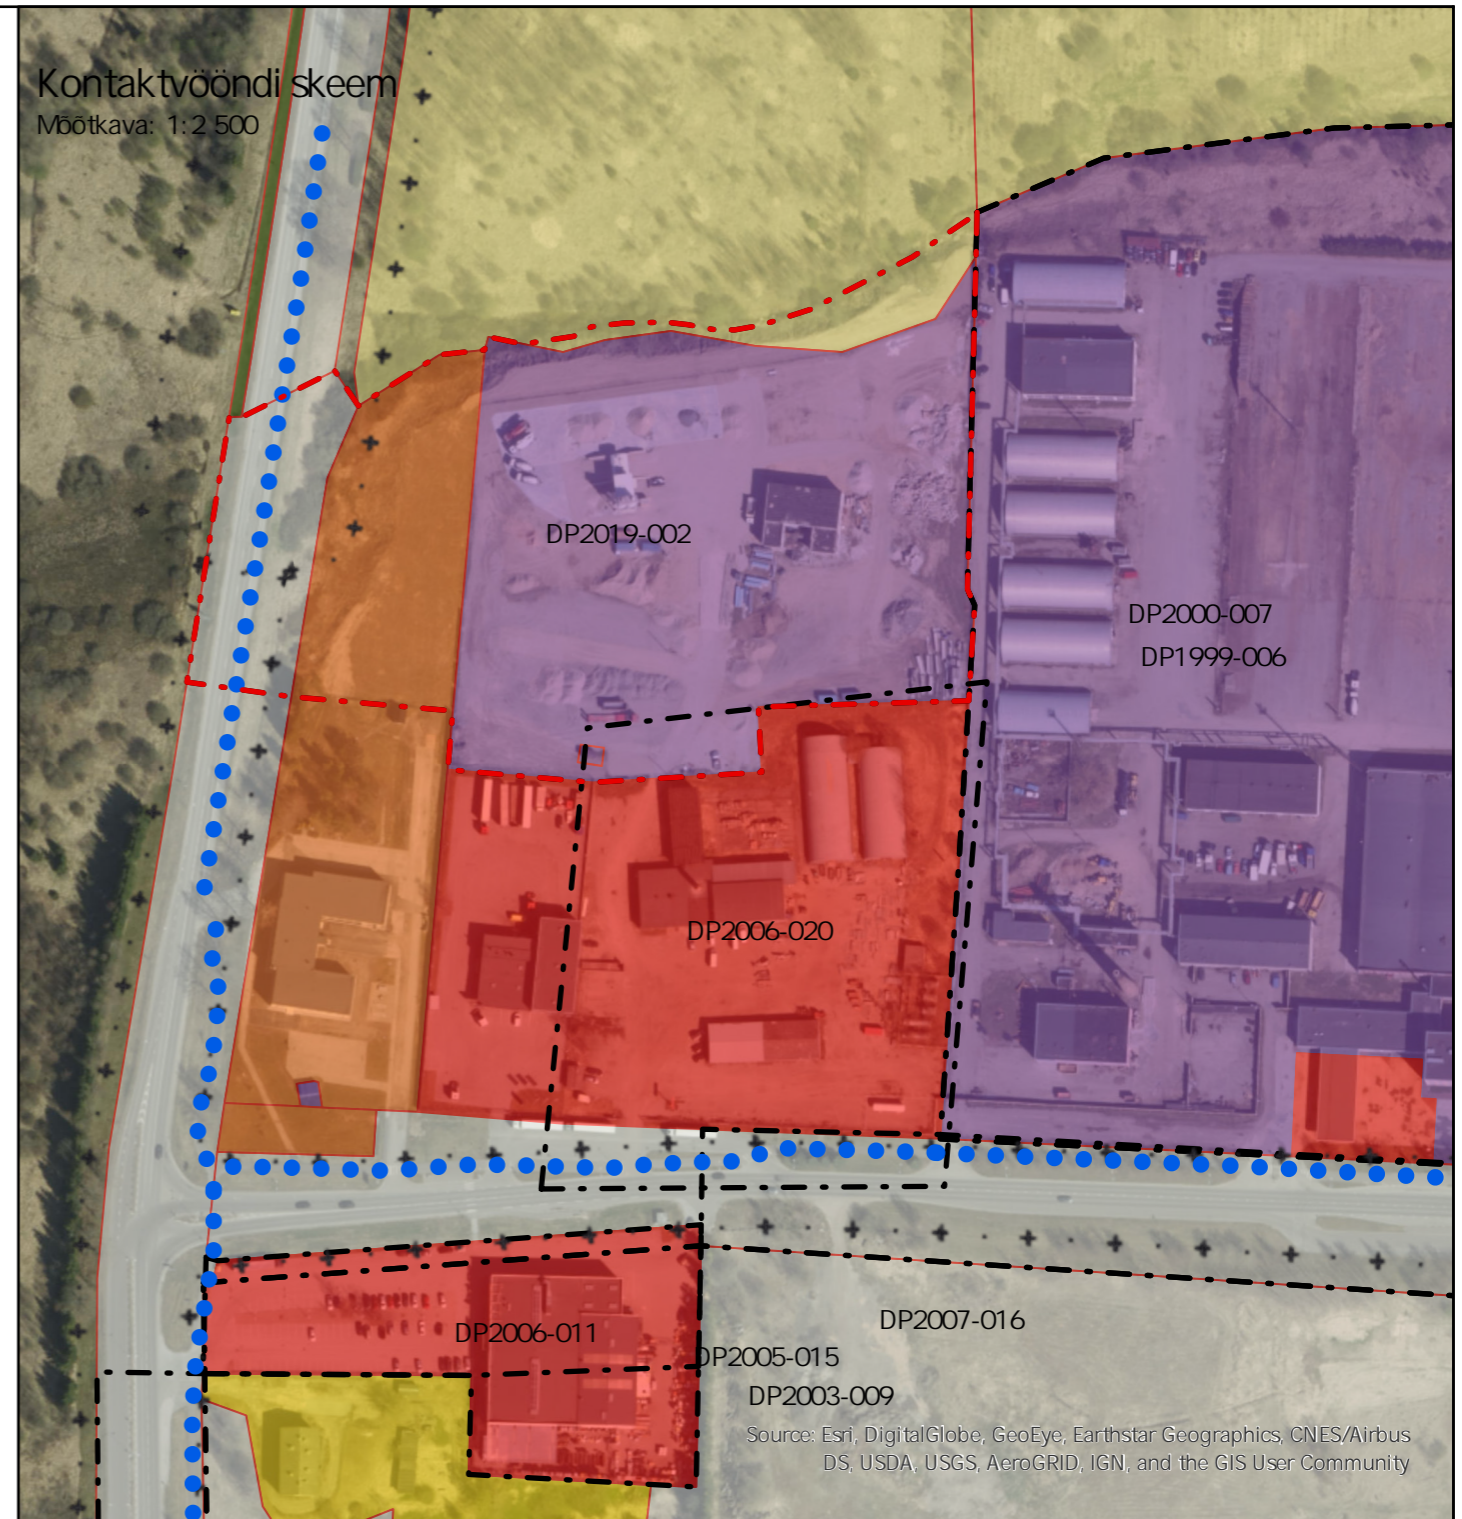 Kontaktvööndi skeem
Mõõtkava: 1:2 500
DP2019-002
DP2000-007
DP1999-006
DP2006-020
DP2007-016
DP2006-011
DP2005-015
DP2003-009
Source: Esri, DigitalGlobe, GeoEye, Earthstar Geographics, CNES/Airbus
DS, USDA, USGS, AeroGRID, IGN, and the GIS User Community